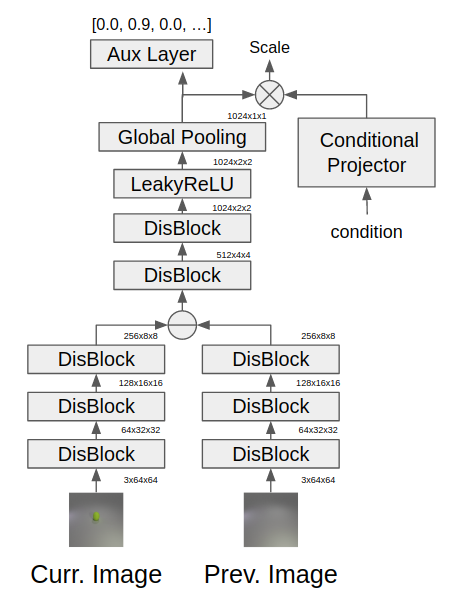 [0.0, 0.9, 0.0, ...]
Aux Layer
Scale
1024x1x1
Global Pooling
Conditional
Projector
1024x2x2
LeakyReLU
1024x2x2
DisBlock
condition
512x4x4
DisBlock
256x8x8
256x8x8
DisBlock
DisBlock
128x16x16
128x16x16
DisBlock
DisBlock
64x32x32
64x32x32
DisBlock
DisBlock
3x64x64
3x64x64
Curr. Image
Prev. Image